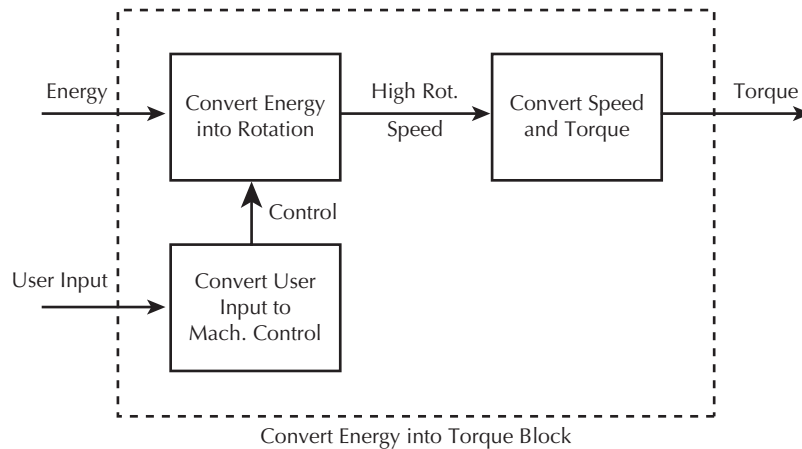 Energy
Convert Energy
into Rotation
High Rot.
Speed
Convert Speed
and Torque
Torque
Control
User Input
Convert User
Input to
Mach. Control
Convert Energy into Torque Block